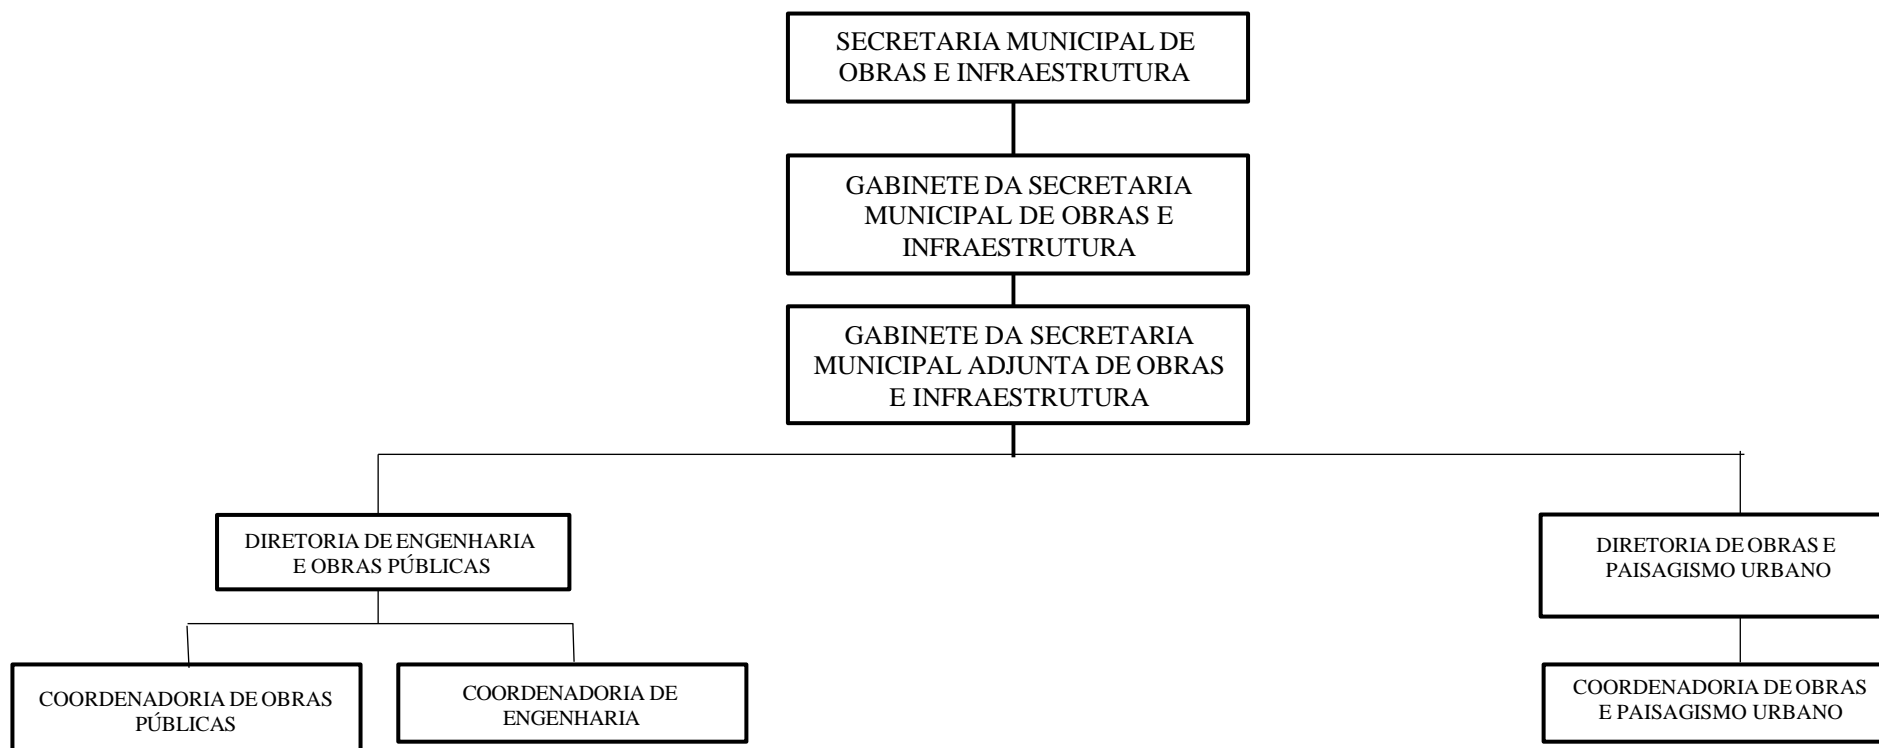 SECRETARIA MUNICIPAL DE
OBRAS E INFRAESTRUTURA
GABINETE DA SECRETARIA
MUNICIPAL DE OBRAS E
INFRAESTRUTURA
GABINETE DA SECRETARIA
MUNICIPAL ADJUNTA DE OBRAS
E INFRAESTRUTURA
DIRETORIA DE ENGENHARIA
E OBRAS PÚBLICAS
DIRETORIA DE OBRAS E
PAISAGISMO URBANO
COORDENADORIA DE OBRAS
PÚBLICAS
COORDENADORIA DE
ENGENHARIA
COORDENADORIA DE OBRAS
E PAISAGISMO URBANO